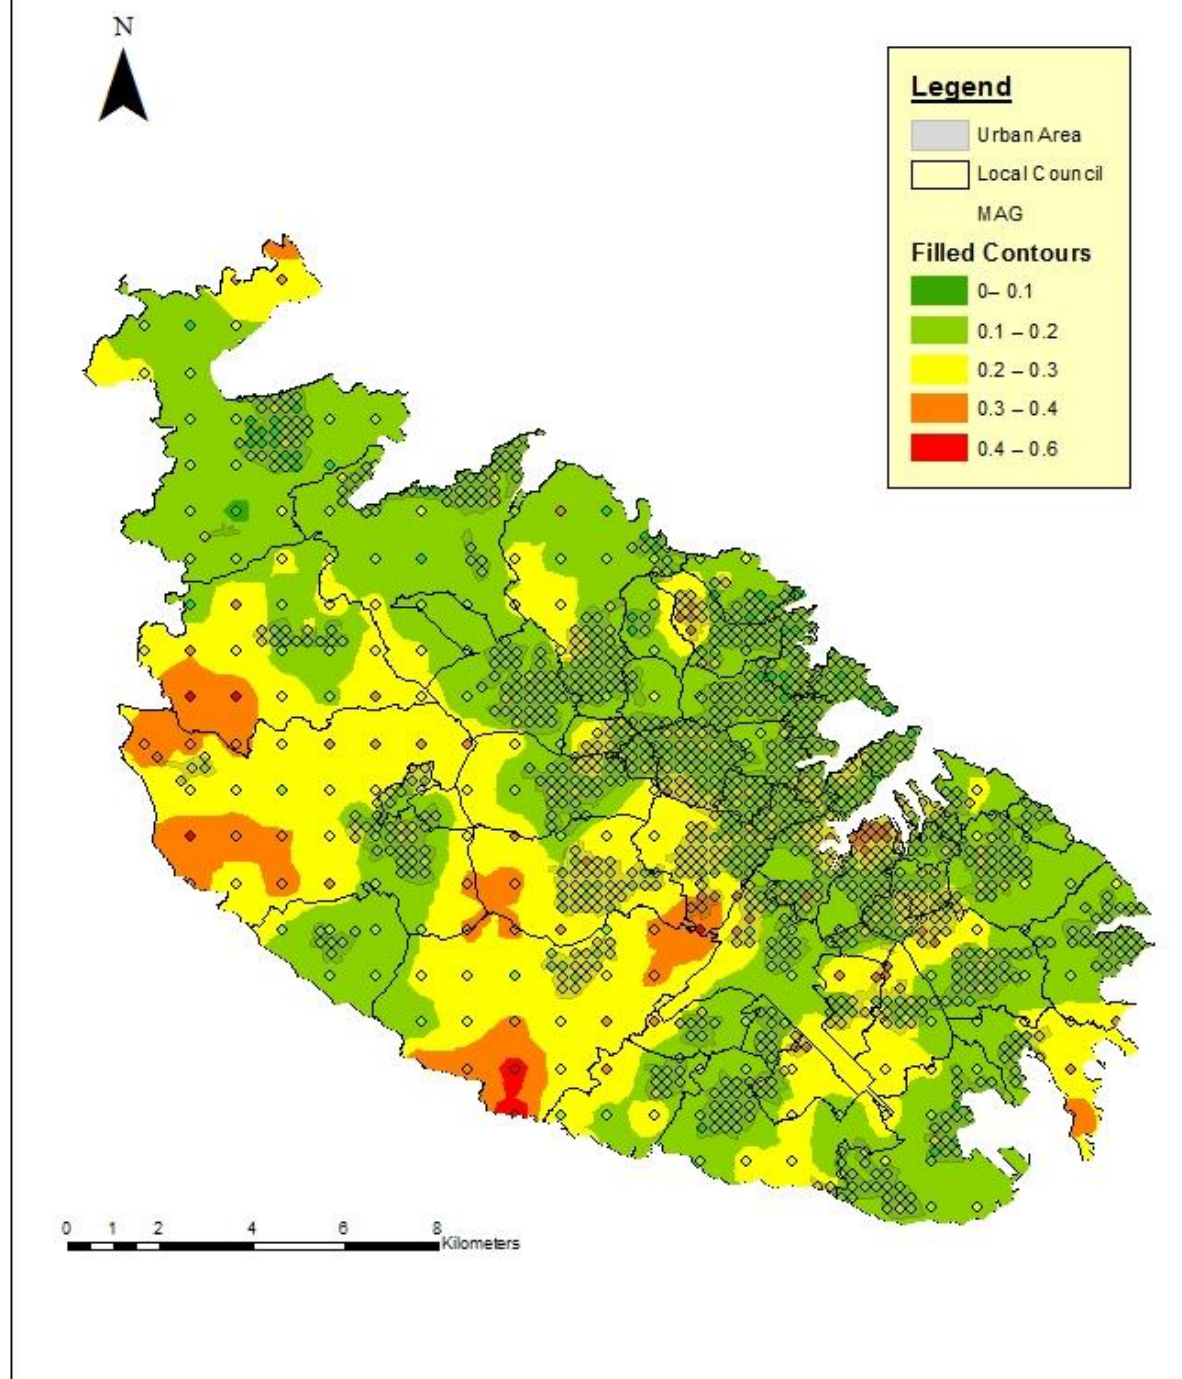 N
Legend
Urban Area
Local Council
MAG
Filled Contours
0– 0.1
0.1 – 0.2
0.2 – 0.3
0.3 – 0.4
0.4 – 0.6
0 1 2 4 6 8
Kilometers